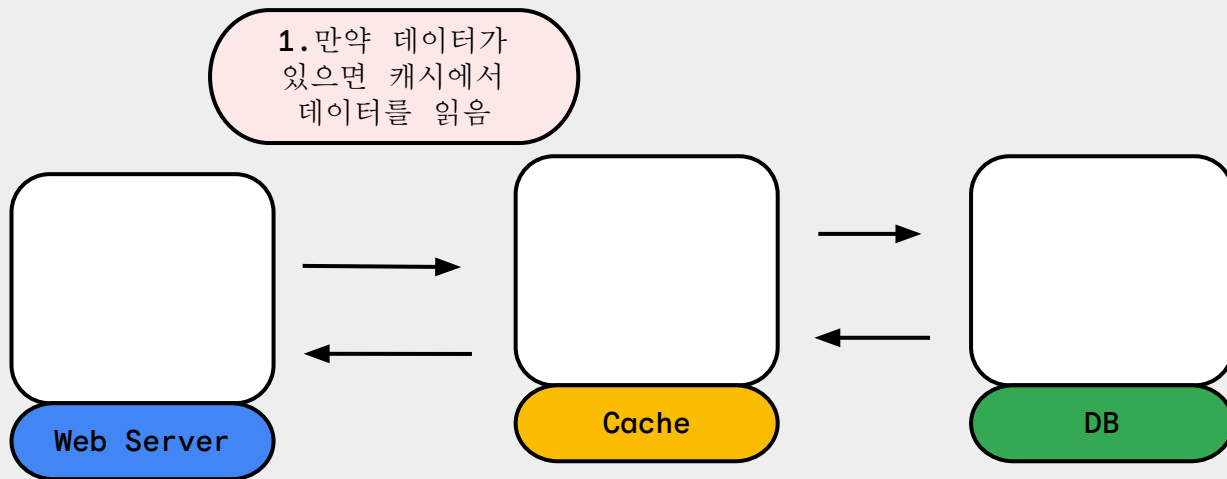 1.만약 데이터가
있으면 캐시에서
데이터를 읽음
Web Server
Cache
DB